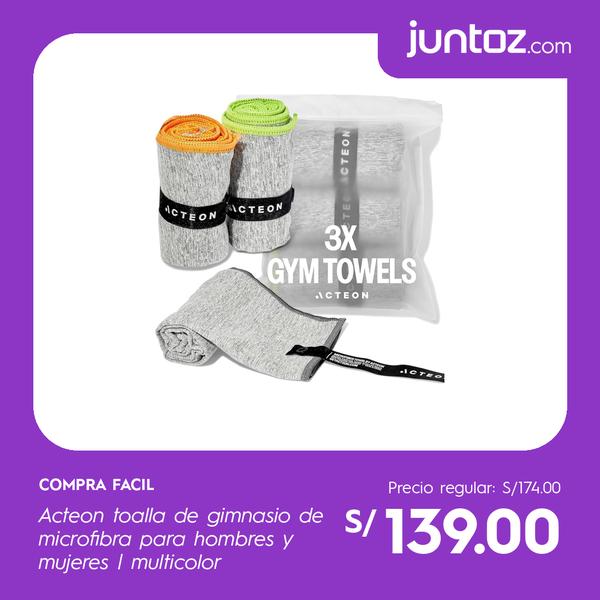 juntoz.com
ACTEON
ACTEON
ACTEON
3X
GYM TOWELS
ACTEON
ACTEON
COMPRA FACIL
Acteon toalla de gimnasio de
microfibra para hombres y
mujeres | multicolor
Precio regular: S/174.00
S/139.00